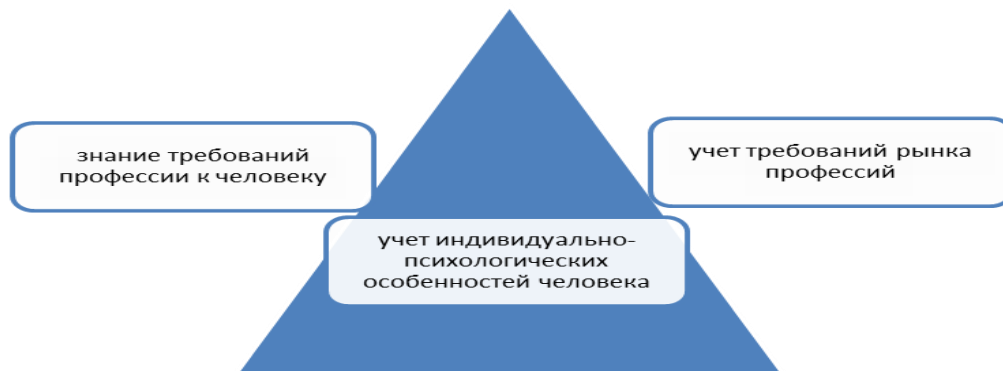 знание требований
профессии к человеку
учет требований рынка
профессий
учет индивидуально-
психологических
особенностей человека